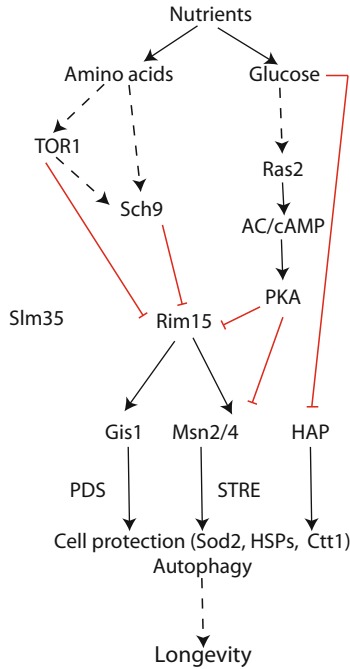 Nutrients
Amino acids
Glucose
TOR1
Ras2
Sch9
AC/cAMP
PKA
Slm35
Rim15
Gis1
Msn2/4
HAP
PDS
STRE
Cell protection (Sod2, HSPs, Ctt1)
Autophagy
Longevity